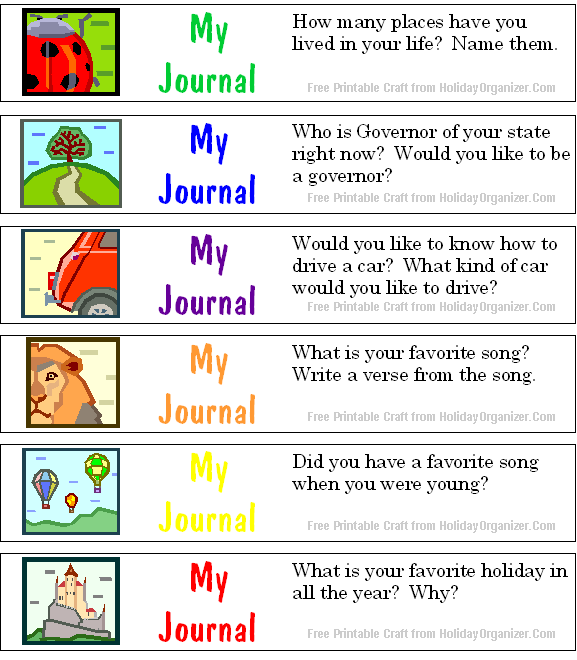 My
Journal
How many places have you
lived in your life?  Name them.
Free Printable Craft from HolidayOrganizer.Com
My
Journal
Who is Governor of your state
right now?  Would you like to be
a governor?
Free Printable Craft from HolidayOrganizer.Com
My
Journal
Would you like to know how to
drive a car?  What kind of car
would you like to drive?
Free Printable Craft from HolidayOrganizer.Com
My
Journal
What is your favorite song?
Write a verse from the song.
Free Printable Craft from HolidayOrganizer.Com
My
Journal
Did you have a favorite song
when you were young?
Free Printable Craft from HolidayOrganizer.Com
My
Journal
What is your favorite holiday in
all the year?  Why?
Free Printable Craft from HolidayOrganizer.Com